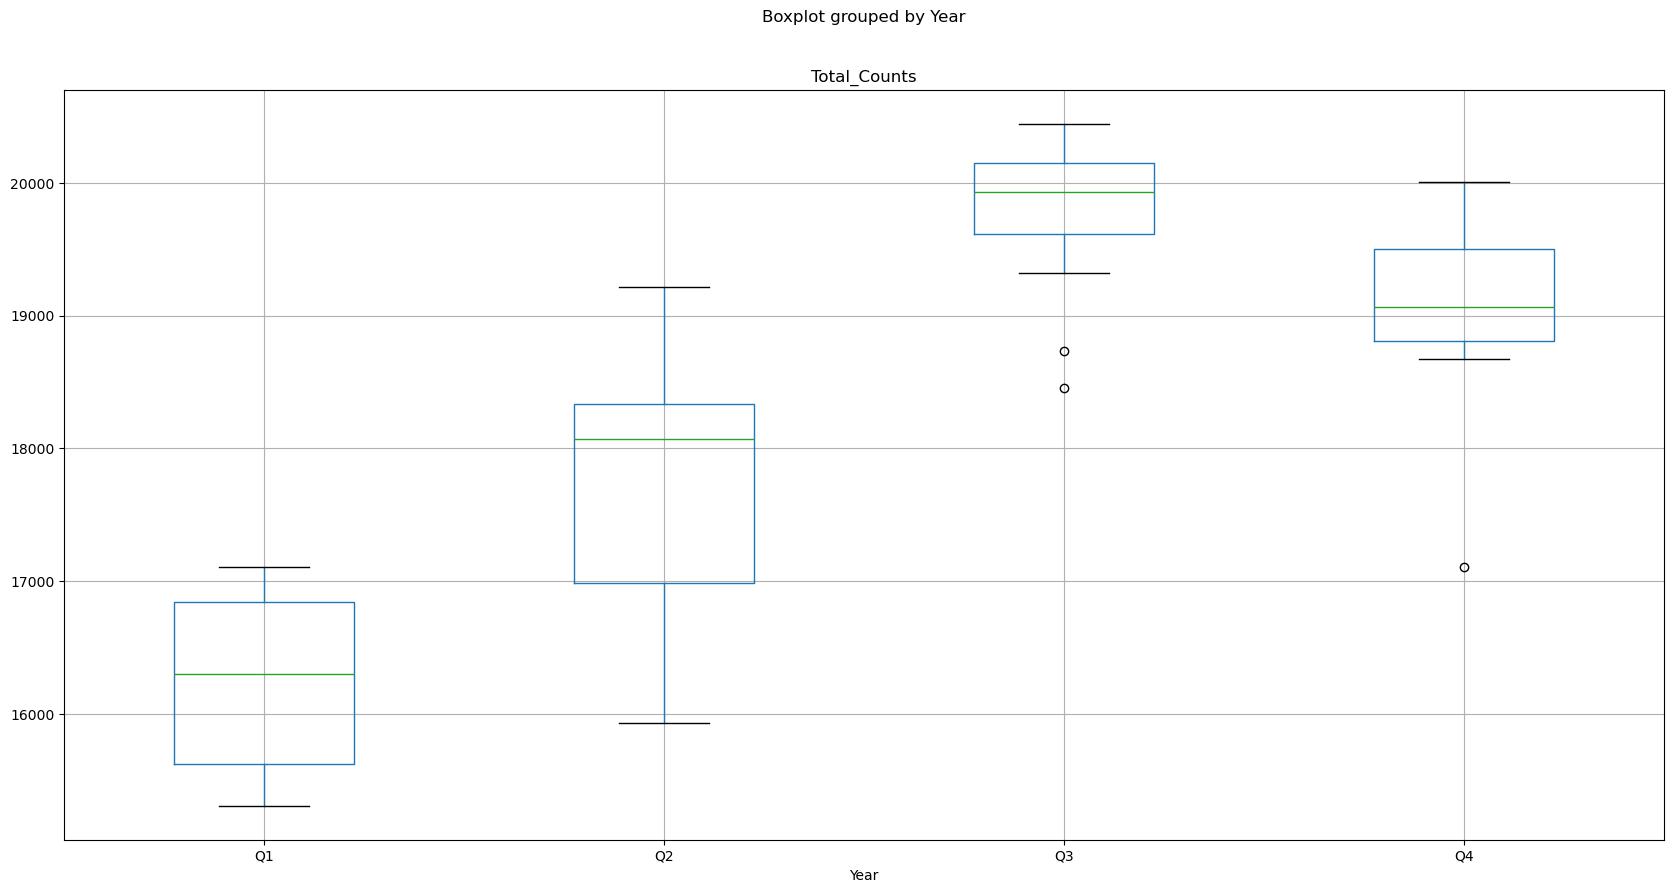 Boxplot grouped by Year
Total_Counts
20000
19000
18000
17000
16000
Q1 Q2 Q3 Q4
Year